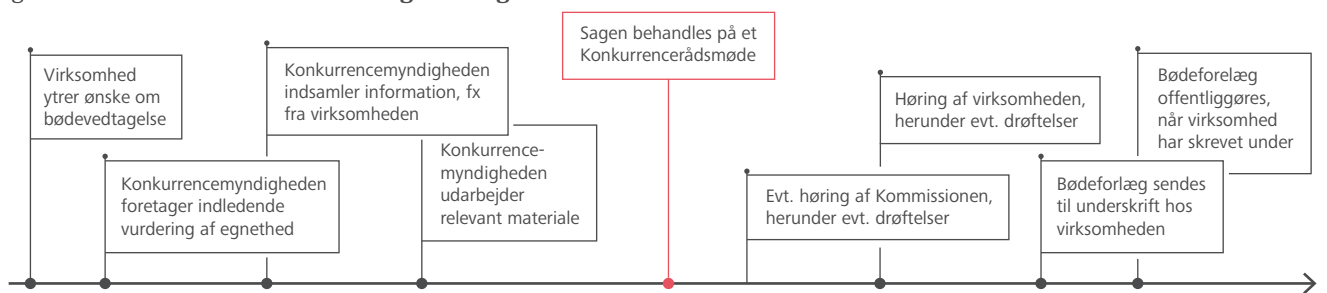 Virksomhed
ytrer ønske om
bødevedtagelse
Konkurrencemyndigheden
foretager indledende
vurdering af egnethed
Konkurrencemyndigheden
indsamler information, fx
fra virksomheden
Konkurrence-
myndigheden
udarbejder
relevant materiale
Sagen behandles på et
Konkurrencerådsmøde
Evt. høring af Kommissionen,
herunder evt. drøftelser
Høring af virksomheden,
herunder evt. drøftelser
Bødeforlæg sendes
til underskrift hos
virksomheden
Bødeforelæg
offentliggøres,
når virksomhed
har skrevet under